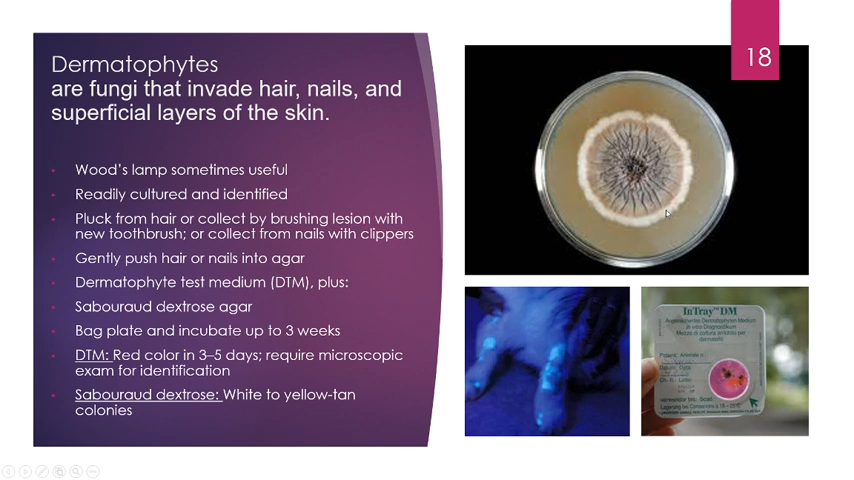 18
Dermatophytes
are fungi that invade hair, nails, and
superficial layers of the skin.
Wood's lamp sometimes useful
Readily cultured and identified
Pluck from hair or collect by brushing lesion with
new toothbrush; or collect from nails with clippers
Gently push hair or nails into agar
Dermatophyte test medium (DTM), plus:
Sabouraud dextrose agar
Bag plate and incubate up to 3 weeks
DTM: Red color in 3–5 days; require microscopic
exam for identification
Sabouraud dextrose: White to yellow-tan
colonies
InTray™ DM